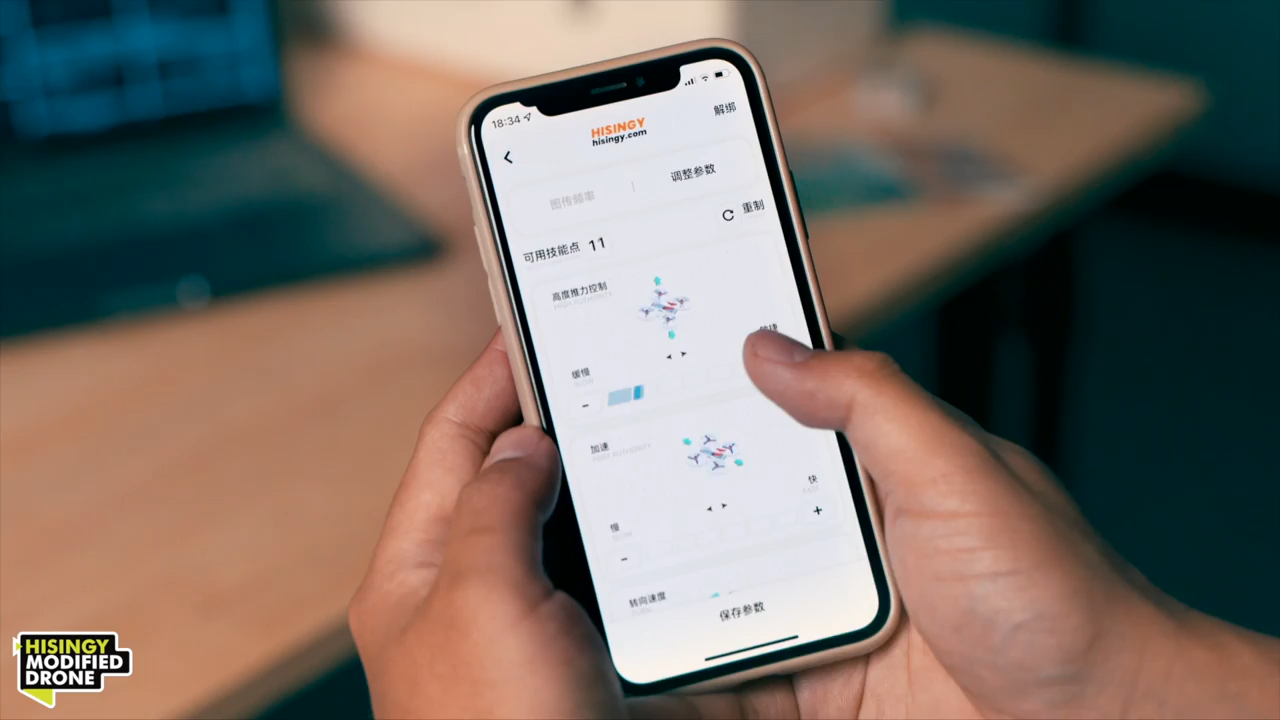 18:34
解绑
HISINGY
hisingy.com
图传频率
调整参数
重制
可用技能点 11
高度推力控制
缓慢
-
加速
快
+
慢
-
转向速度
保存参数
HISINGY
MODIFIED
DRONE